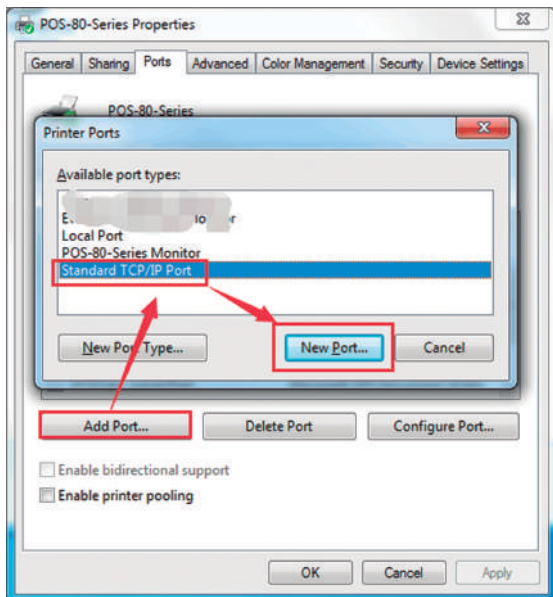 POS-80-Series Properties
General Sharing Ports Advanced Color Management Security Device Settings
POS-80-Series
Printer Ports
Available port types:
Local Port
POS-80-Series Monitor
Standard TCP/IP Port
New Port Type...
New Port...
Cancel
Add Port...
Delete Port
Configure Port...
Enable bidirectional support
Enable printer pooling
OK
Cancel
Apply